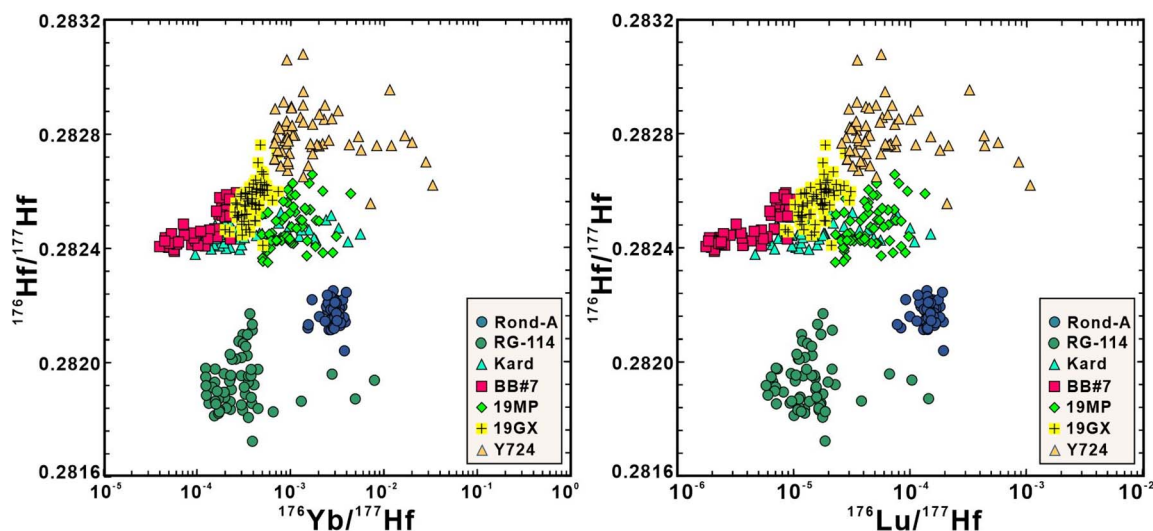 0.2832
0.2828
0.2824
0.2820
0.2816
¹⁷⁶Hf/¹⁷⁷Hf
10⁻⁵
10⁻⁴
10⁻³
10⁻²
10⁻¹
10⁰
¹⁷⁶Yb/¹⁷⁷Hf
Rond-A
RG-114
Kard
BB#7
19MP
19GX
Y724
0.2832
0.2828
0.2824
0.2820
0.2816
¹⁷⁶Hf/¹⁷⁷Hf
10⁻⁶
10⁻⁵
10⁻⁴
10⁻³
10⁻²
¹⁷⁶Lu/¹⁷⁷Hf
Rond-A
RG-114
Kard
BB#7
19MP
19GX
Y724